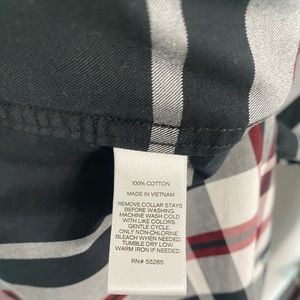 100% COTTON
MADE IN VIETNAM
REMOVE COLLAR STAYS
BEFORE WASHING.
MACHINE WASH COLD
WITH LIKE COLORS.
GENTLE CYCLE.
ONLY NON-CHLORINE
BLEACH WHEN NEEDED.
TUMBLE DRY LOW.
WARM IRON IF NEEDED.
RN# 55285